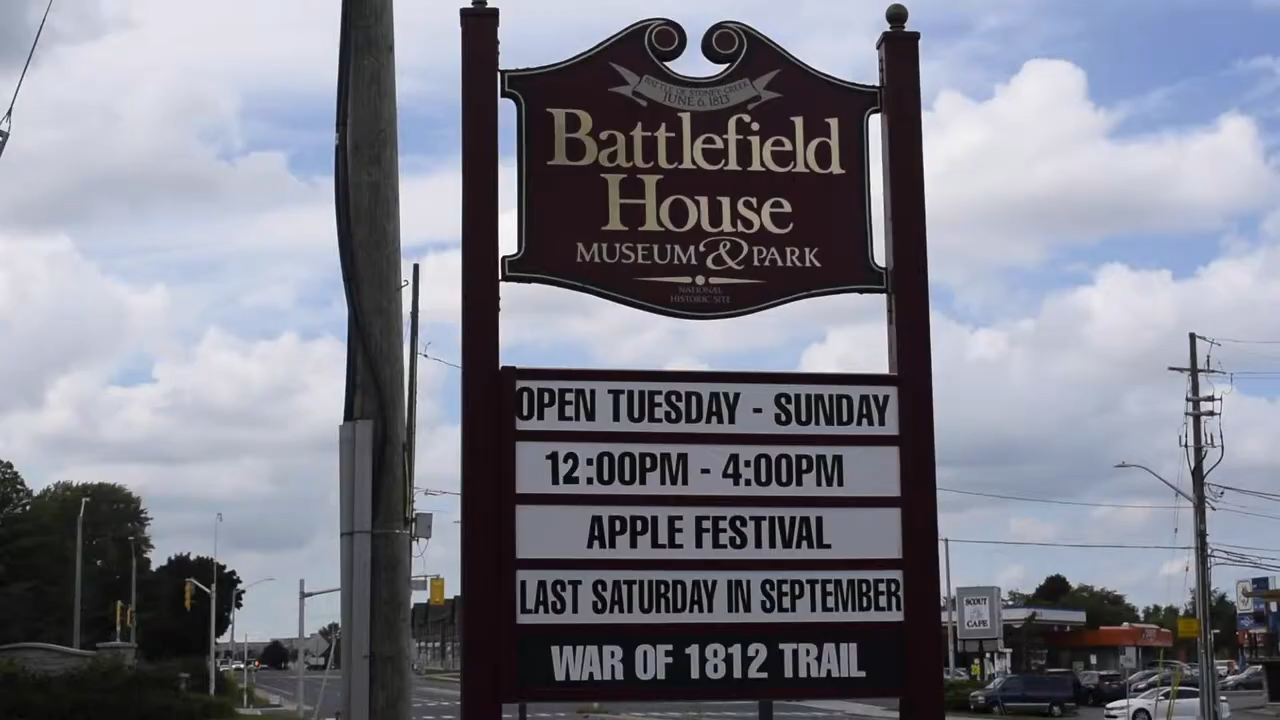 BATTLE OF STONEY CREEK
JUNE 6, 1813
Battlefield
House
MUSEUM & PARK
NATIONAL
HISTORIC SITE
OPEN TUESDAY - SUNDAY
12:00PM - 4:00PM
APPLE FESTIVAL
LAST SATURDAY IN SEPTEMBER
WAR OF 1812 TRAIL
SCOUT
CAFE